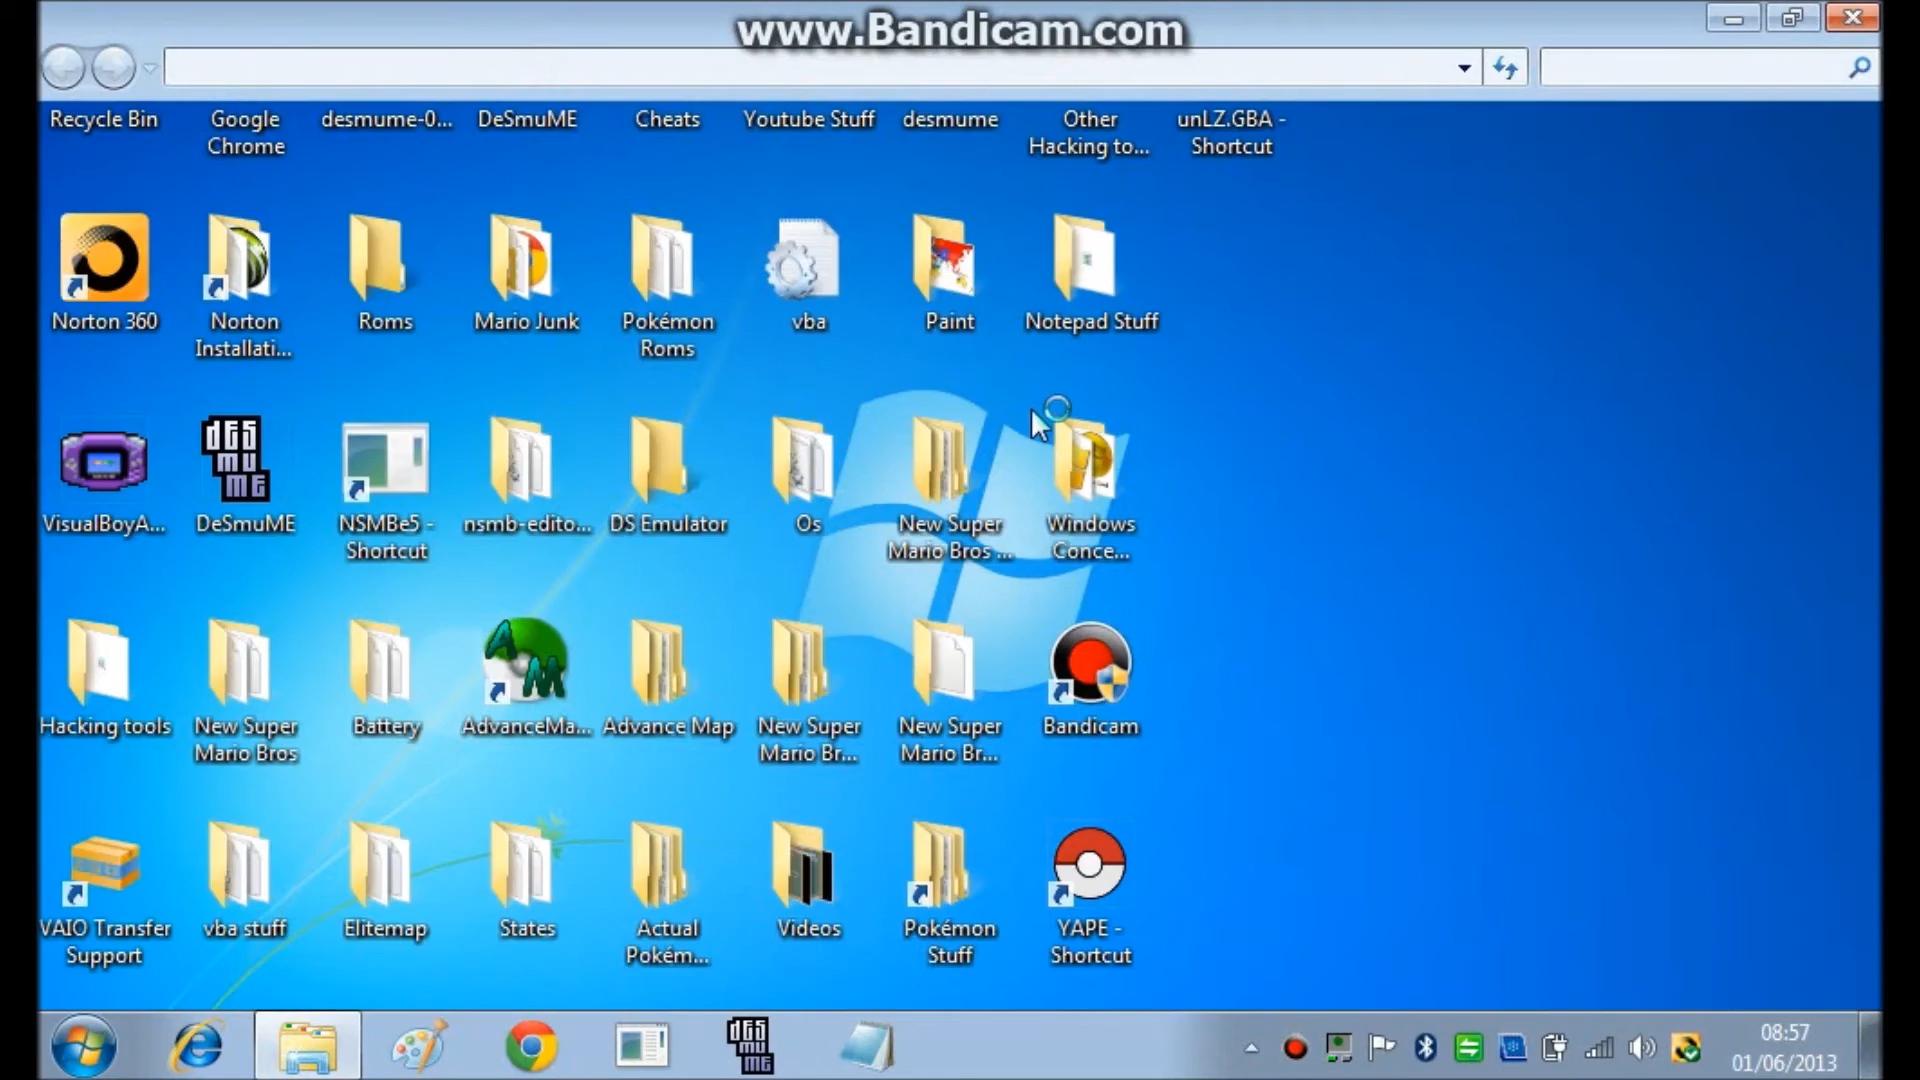 www.Bandicam.com
Recycle Bin
Google
Chrome
desmume-0...
DeSmuME
Cheats
Youtube Stuff
desmume
Other
Hacking to...
unLZ.GBA -
Shortcut
Norton 360
Norton
Installati...
Roms
Mario Junk
Pokémon
Roms
vba
Paint
Notepad Stuff
VisualBoyA...
DeSmuME
NSMBe5 -
Shortcut
nsmb-edito...
DS Emulator
Os
New Super
Mario Bros ...
Windows
Conce...
Hacking tools
New Super
Mario Bros
Battery
AdvanceMa...
Advance Map
New Super
Mario Br...
New Super
Mario Br...
Bandicam
VAIO Transfer
Support
vba stuff
Elitemap
States
Actual
Pokém...
Videos
Pokémon
Stuff
YAPE -
Shortcut
08:57
01/06/2013